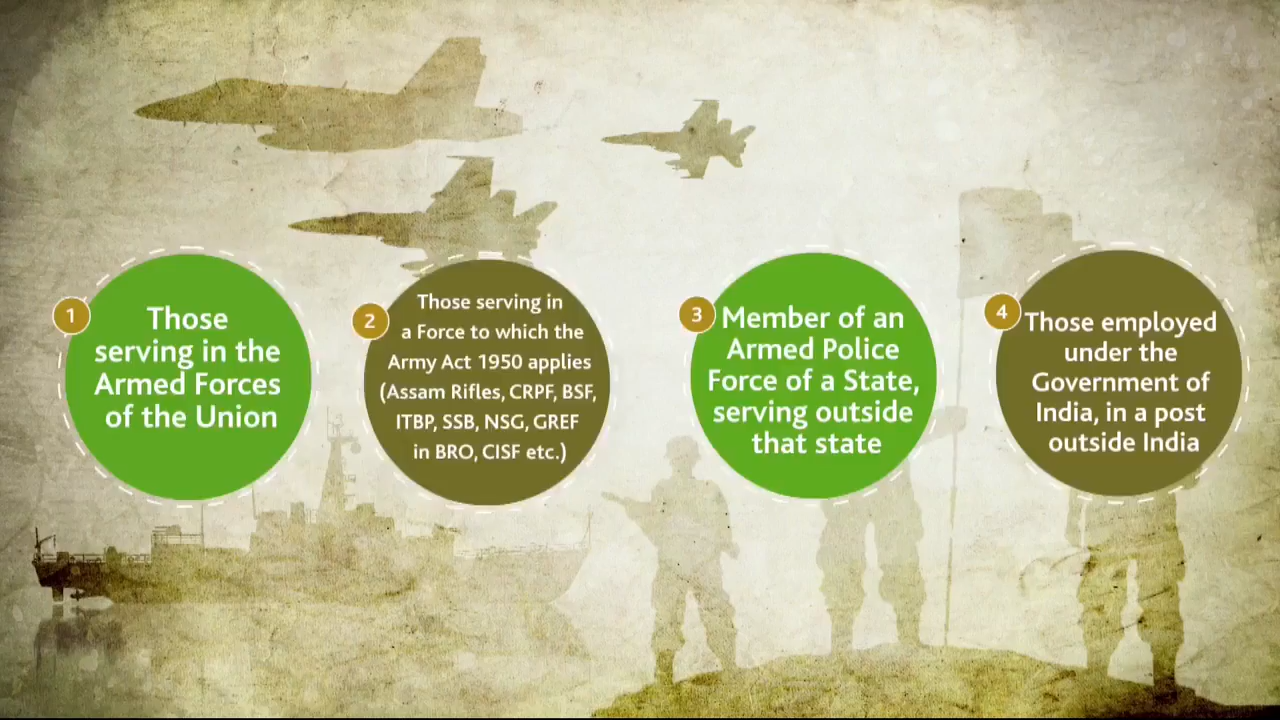 1
Those
serving in the
Armed Forces
of the Union
2
Those serving in
a Force to which the
Army Act 1950 applies
(Assam Rifles, CRPF, BSF,
ITBP, SSB, NSG, GREF
in BRO, CISF etc.)
3
Member of an
Armed Police
Force of a State,
serving outside
that state
4
Those employed
under the
Government of
India, in a post
outside India